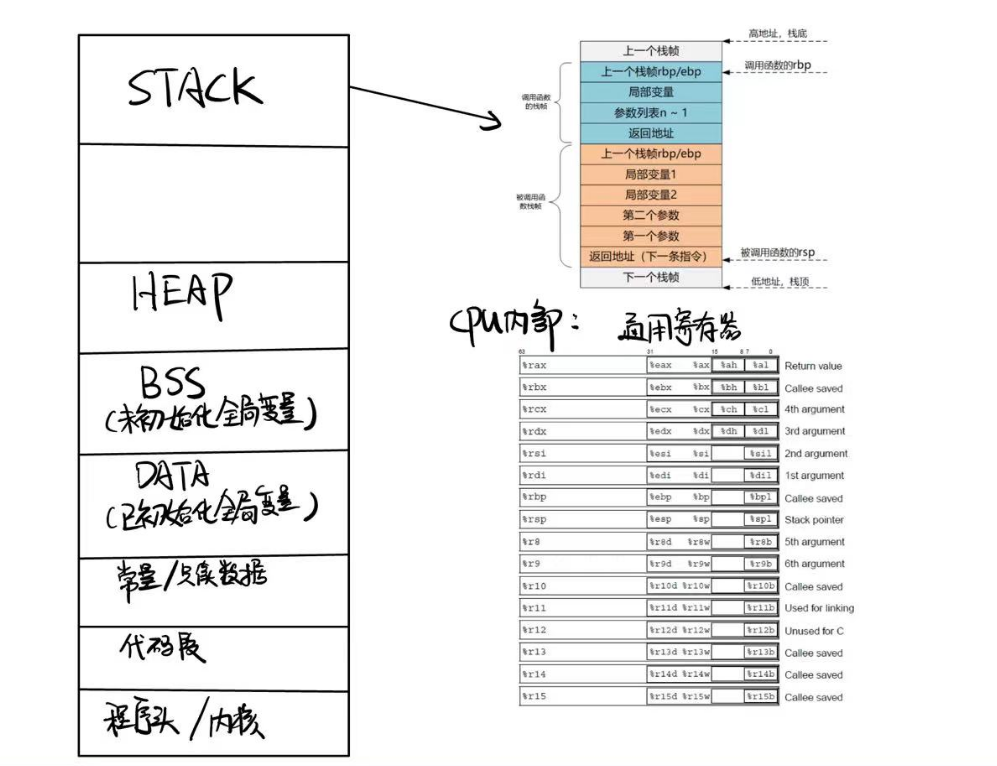 STACK
HEAP
BSS
(未初始化全局变量)
DATA
(已初始化全局变量)
常量/只读数据
代码段
程序头/内核
高地址，栈底
上一个栈帧
调用函数的rbp
上一个栈帧rbp/ebp
局部变量
参数列表n ~ 1
返回地址
调用函数
的栈帧
上一个栈帧rbp/ebp
局部变量1
局部变量2
第二个参数
第一个参数
返回地址（下一条指令）
被调用函
数栈帧
被调用函数的rsp
下一个栈帧
低地址，栈顶
CPU内部： 通用寄存器
63 31 15 8 7 0
%rax %eax %ax %ah %al Return value
%rbx %ebx %bx %bh %bl Callee saved
%rcx %ecx %cx %ch %cl 4th argument
%rdx %edx %dx %dh %dl 3rd argument
%rsi %esi %si %sil 2nd argument
%rdi %edi %di %dil 1st argument
%rbp %ebp %bp %bpl Callee saved
%rsp %esp %sp %spl Stack pointer
%r8 %r8d %r8w %r8b 5th argument
%r9 %r9d %r9w %r9b 6th argument
%r10 %r10d %r10w %r10b Callee saved
%r11 %r11d %r11w %r11b Used for linking
%r12 %r12d %r12w %r12b Unused for C
%r13 %r13d %r13w %r13b Callee saved
%r14 %r14d %r14w %r14b Callee saved
%r15 %r15d %r15w %r15b Callee saved